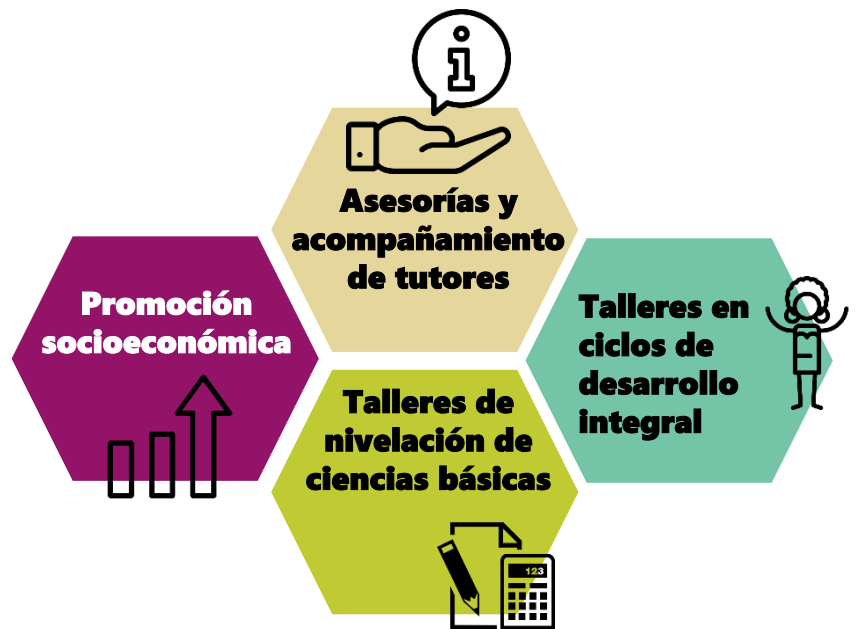 Asesorías y
acompañamiento
de tutores
Promoción
socioeconómica
Talleres en
ciclos de
desarrollo
integral
Talleres de
nivelación de
ciencias básicas
123